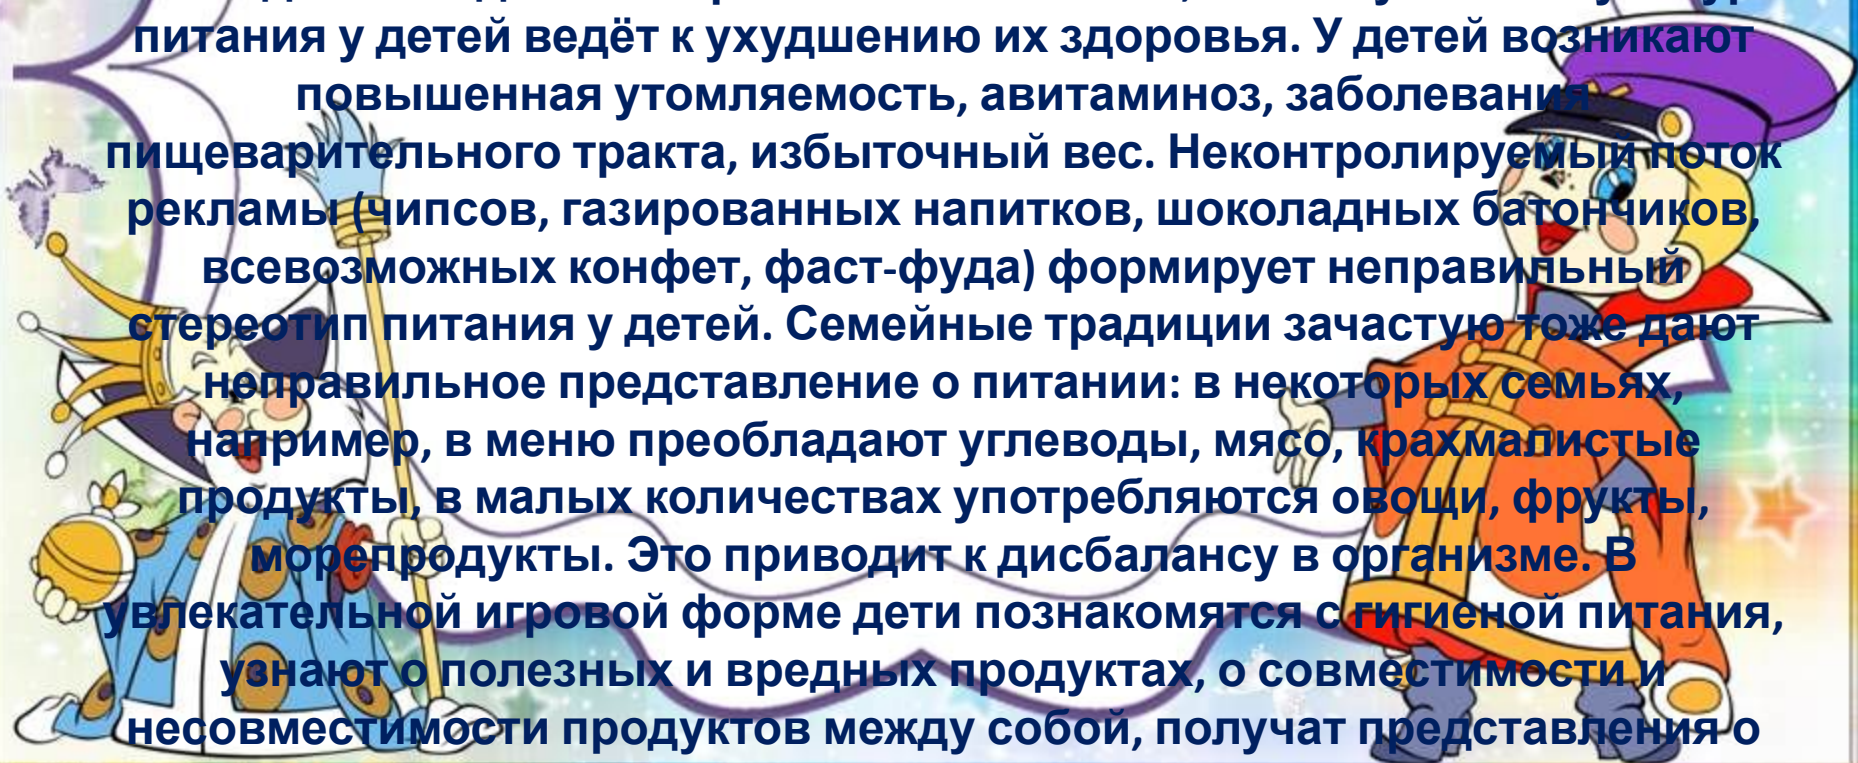 питания у детей ведёт к ухудшению их здоровья. У детей возникают
повышенная утомляемость, авитаминоз, заболевания
пищеварительного тракта, избыточный вес. Неконтролируемый поток
рекламы (чипсов, газированных напитков, шоколадных батончиков,
всевозможных конфет, фаст-фуда) формирует неправильный
стереотип питания у детей. Семейные традиции зачастую тоже дают
неправильное представление о питании: в некоторых семьях,
например, в меню преобладают углеводы, мясо, крахмалистые
продукты, в малых количествах употребляются овощи, фрукты,
морепродукты. Это приводит к дисбалансу в организме. В
увлекательной игровой форме дети познакомятся с гигиеной питания,
узнают о полезных и вредных продуктах, о совместимости и
несовместимости продуктов между собой, получат представления о